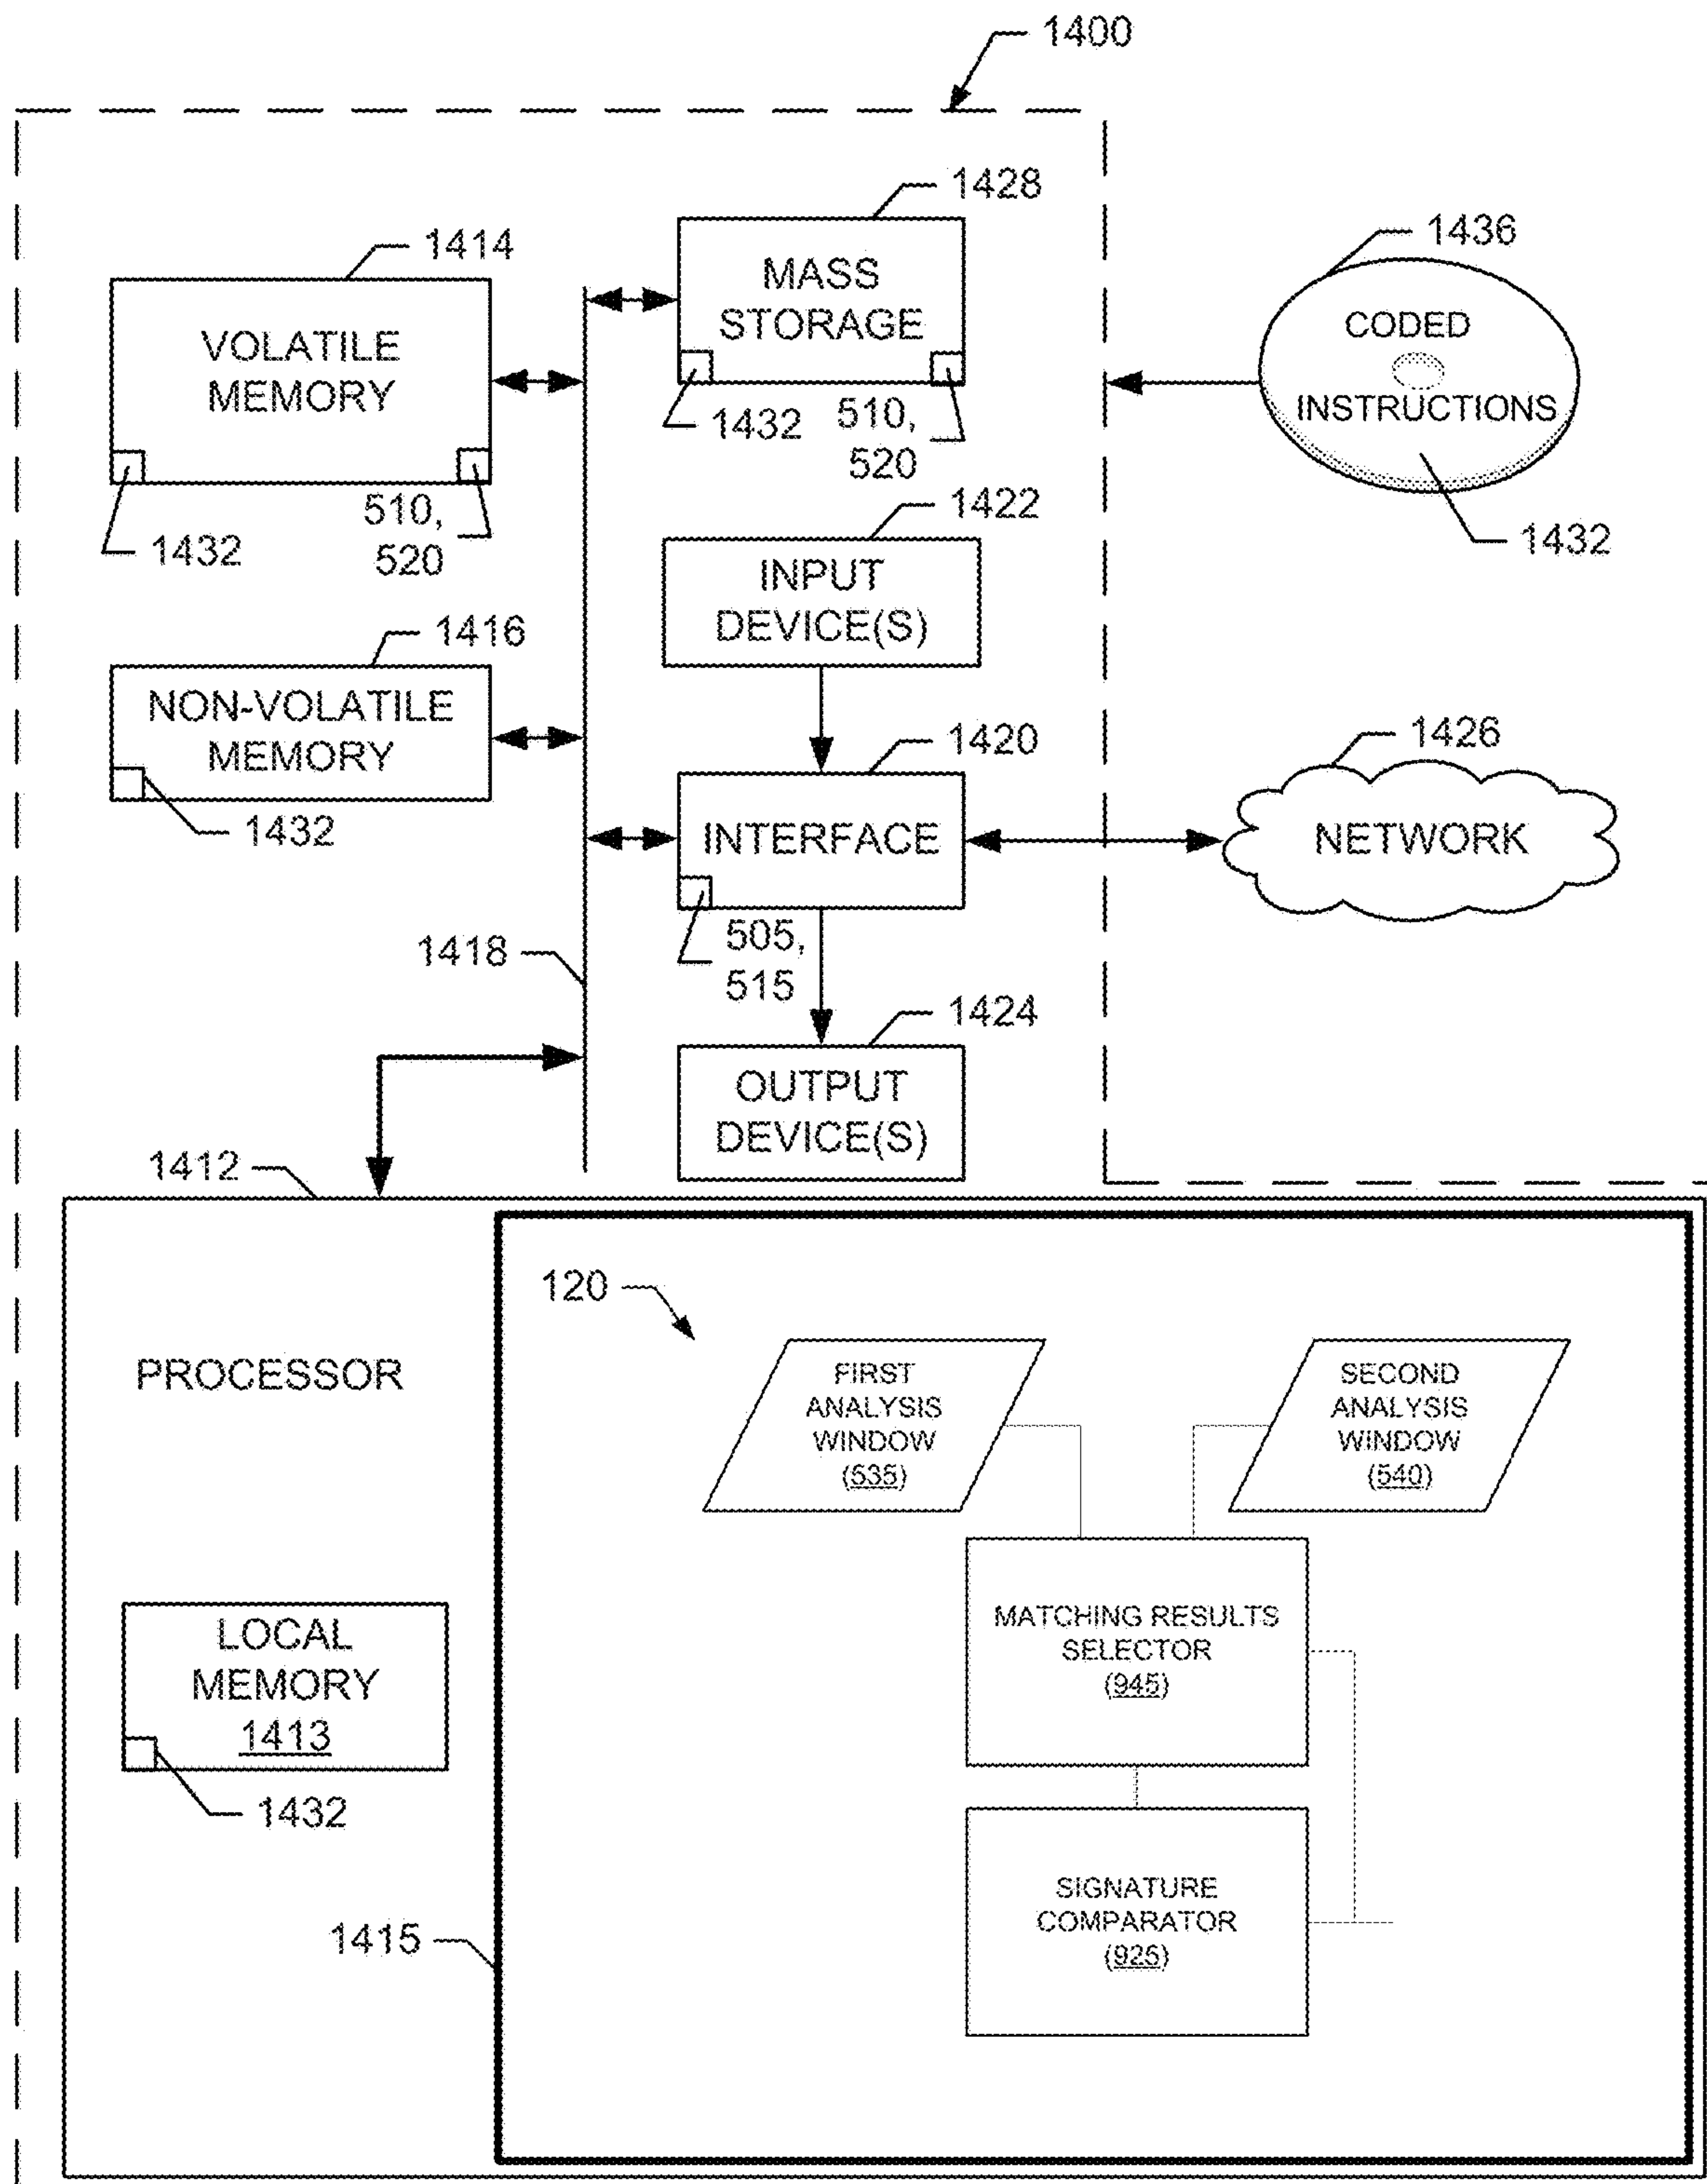 1400
1428
MASS
STORAGE
1432
510,
520
1414
VOLATILE
MEMORY
1432
510,
520
1436
CODED
INSTRUCTIONS
1432
1422
INPUT
DEVICE(S)
1416
NON-VOLATILE
MEMORY
1432
1420
INTERFACE
505,
515
1426
NETWORK
1418
1424
OUTPUT
DEVICE(S)
1412
PROCESSOR
LOCAL
MEMORY
1413
1432
1415
120
FIRST
ANALYSIS
WINDOW
(535)
SECOND
ANALYSIS
WINDOW
(540)
MATCHING RESULTS
SELECTOR
(945)
SIGNATURE
COMPARATOR
(925)